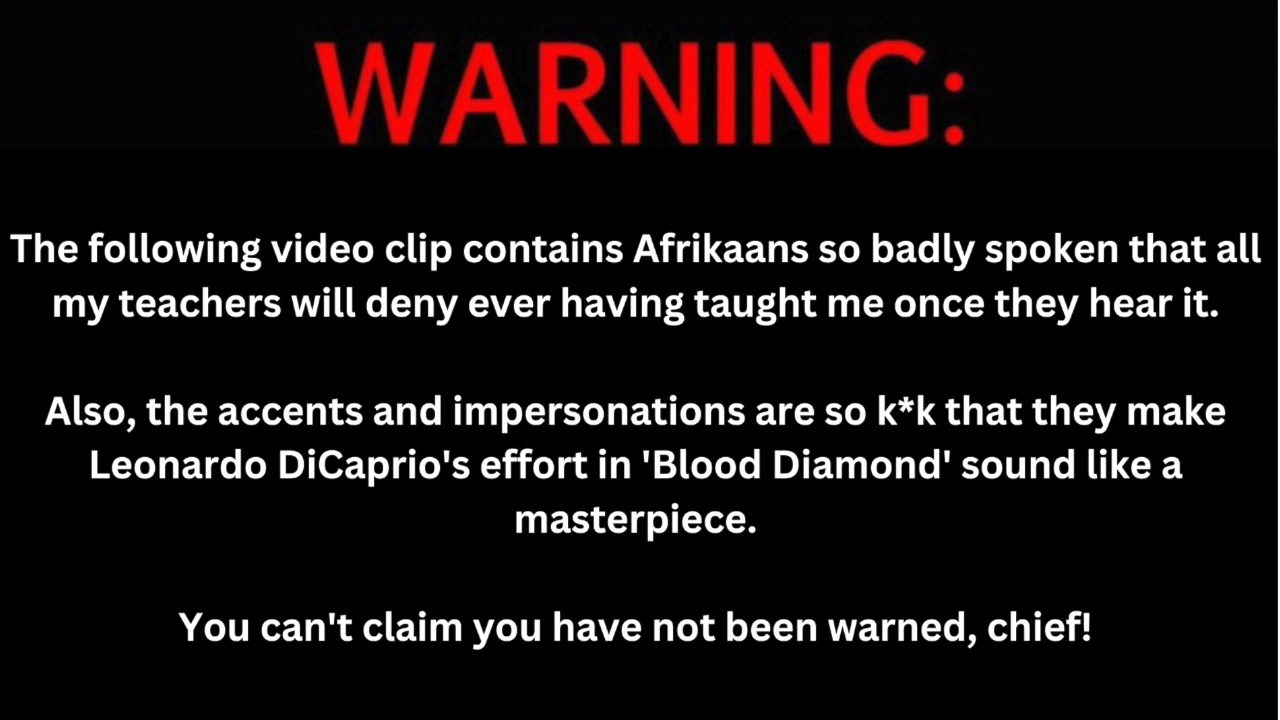 WARNING:
The following video clip contains Afrikaans so badly spoken that all
my teachers will deny ever having taught me once they hear it.
Also, the accents and impersonations are so k*k that they make
Leonardo DiCaprio's effort in 'Blood Diamond' sound like a
masterpiece.
You can't claim you have not been warned, chief!